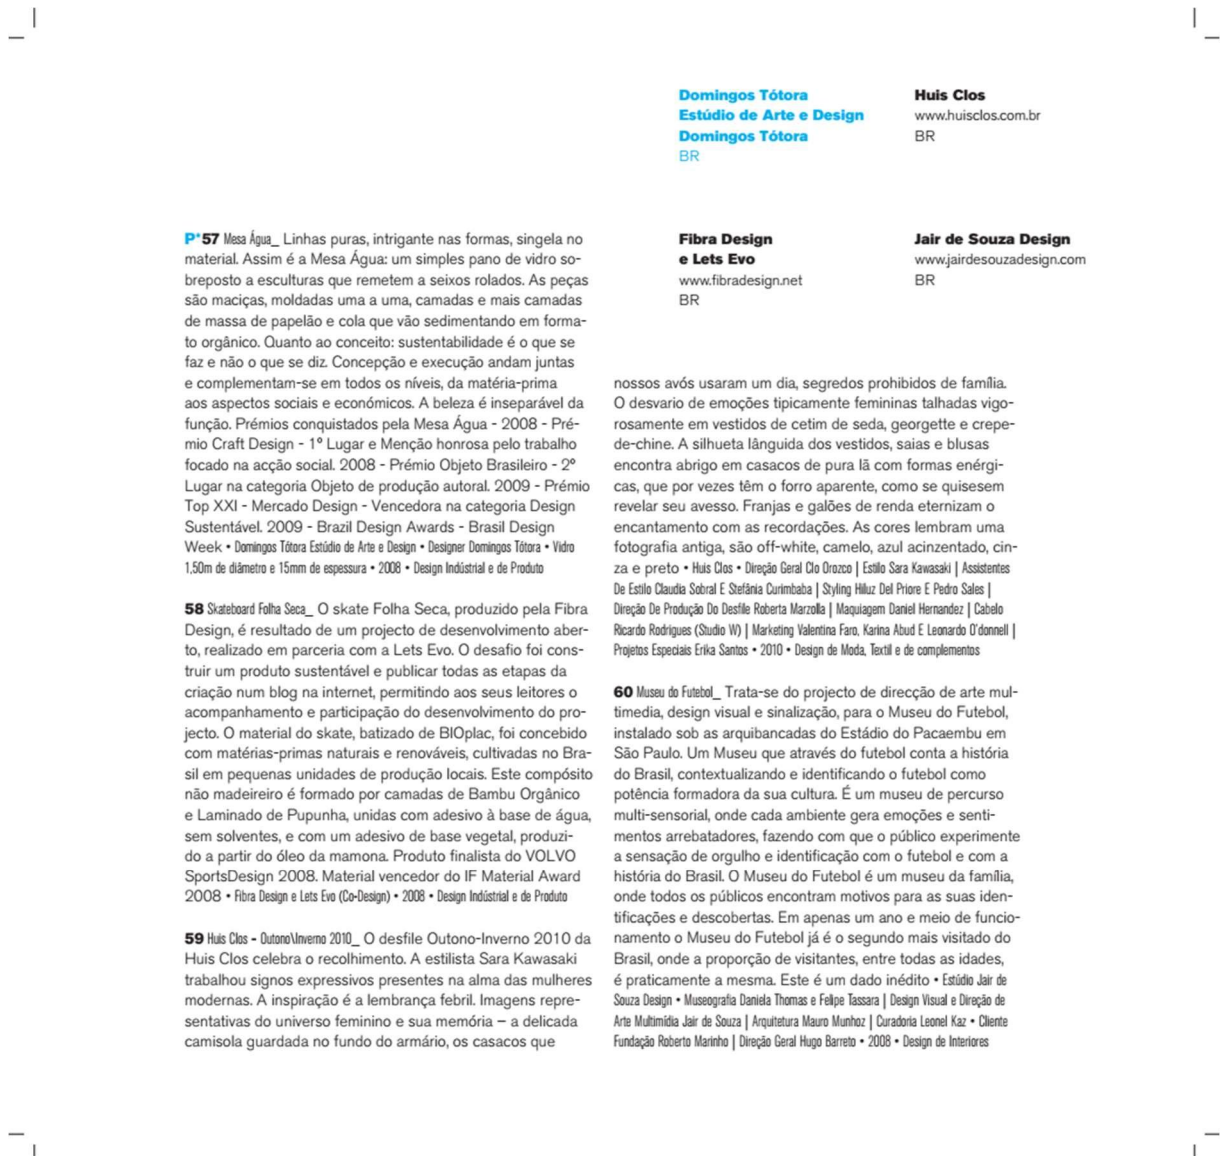 Domingos Tótora
Estúdio de Arte e Design
Domingos Tótora
BR
Huis Clos
www.huisclos.com.br
BR
Fibra Design
e Lets Evo
www.fibradesign.net
BR
Jair de Souza Design
www.jairdesouzadesign.com
BR
P*57 Mesa Água_ Linhas puras, intrigante nas formas, singela no
material. Assim é a Mesa Água: um simples pano de vidro so-
breposto a esculturas que remetem a seixos rolados. As peças
são maciças, moldadas uma a uma, camadas e mais camadas
de massa de papelão e cola que vão sedimentando em forma-
to orgânico. Quanto ao conceito: sustentabilidade é o que se
faz e não o que se diz. Concepção e execução andam juntas
e complementam-se em todos os níveis, da matéria-prima
aos aspectos sociais e económicos. A beleza é inseparável da
função. Prémios conquistados pela Mesa Água - 2008 - Pré-
mio Craft Design - 1º Lugar e Menção honrosa pelo trabalho
focado na acção social. 2008 - Prémio Objeto Brasileiro - 2º
Lugar na categoria Objeto de produção autoral. 2009 - Prémio
Top XXI - Mercado Design - Vencedora na categoria Design
Sustentável. 2009 - Brazil Design Awards - Brasil Design
Week • Domingos Tótora Estúdio de Arte e Design • Designer Domingos Tótora • Vidro
1,50m de diâmetro e 15mm de espessura • 2008 • Design Indústrial e de Produto
58 Skateboard Folha Seca_ O skate Folha Seca, produzido pela Fibra
Design, é resultado de um projecto de desenvolvimento aber-
to, realizado em parceria com a Lets Evo. O desafio foi cons-
truir um produto sustentável e publicar todas as etapas da
criação num blog na internet, permitindo aos seus leitores o
acompanhamento e participação do desenvolvimento do pro-
jecto. O material do skate, batizado de BIOplac, foi concebido
com matérias-primas naturais e renováveis, cultivadas no Bra-
sil em pequenas unidades de produção locais. Este compósito
não madeireiro é formado por camadas de Bambu Orgânico
e Laminado de Pupunha, unidas com adesivo à base de água,
sem solventes, e com um adesivo de base vegetal, produzi-
do a partir do óleo da mamona. Produto finalista do VOLVO
SportsDesign 2008. Material vencedor do IF Material Award
2008 • Fibra Design e Lets Evo (Co-Design) • 2008 • Design Indústrial e de Produto
59 Huis Clos - Outono\Inverno 2010_ O desfile Outono-Inverno 2010 da
Huis Clos celebra o recolhimento. A estilista Sara Kawasaki
trabalhou signos expressivos presentes na alma das mulheres
modernas. A inspiração é a lembrança febril. Imagens repre-
sentativas do universo feminino e sua memória – a delicada
camisola guardada no fundo do armário, os casacos que
nossos avós usaram um dia, segredos prohibidos de família.
O desvario de emoções tipicamente femininas talhadas vigo-
rosamente em vestidos de cetim de seda, georgette e crepe-
de-chine. A silhueta lânguida dos vestidos, saias e blusas
encontra abrigo em casacos de pura lã com formas enérgi-
cas, que por vezes têm o forro aparente, como se quisesem
revelar seu avesso. Franjas e galões de renda eternizam o
encantamento com as recordações. As cores lembram uma
fotografia antiga, são off-white, camelo, azul acinzentado, cin-
za e preto • Huis Clos • Direção Geral Clo Orozco | Estilo Sara Kawasaki | Assistentes
De Estilo Claudia Sobral E Stefânia Curimbaba | Styling Hiluz Del Priore E Pedro Sales |
Direção De Produção Do Desfile Roberta Marzolla | Maquiagem Daniel Hernandez | Cabelo
Ricardo Rodrigues (Studio W) | Marketing Valentina Faro, Karina Abud E Leonardo O'donnell |
Projetos Especiais Erika Santos • 2010 • Design de Moda, Textil e de complementos
60 Museu do Futebol_ Trata-se do projecto de direcção de arte mul-
timedia, design visual e sinalização, para o Museu do Futebol,
instalado sob as arquibancadas do Estádio do Pacaembu em
São Paulo. Um Museu que através do futebol conta a história
do Brasil, contextualizando e identificando o futebol como
potência formadora da sua cultura. É um museu de percurso
multi-sensorial, onde cada ambiente gera emoções e senti-
mentos arrebatadores, fazendo com que o público experimente
a sensação de orgulho e identificação com o futebol e com a
história do Brasil. O Museu do Futebol é um museu da família,
onde todos os públicos encontram motivos para as suas iden-
tificações e descobertas. Em apenas um ano e meio de funcio-
namento o Museu do Futebol já é o segundo mais visitado do
Brasil, onde a proporção de visitantes, entre todas as idades,
é praticamente a mesma. Este é um dado inédito • Estúdio Jair de
Souza Design • Museografia Daniela Thomas e Felipe Tassara | Design Visual e Direção de
Arte Multimídia Jair de Souza | Arquitetura Mauro Munhoz | Curadoria Leonel Kaz • Cliente
Fundação Roberto Marinho | Direção Geral Hugo Barreto • 2008 • Design de Interiores